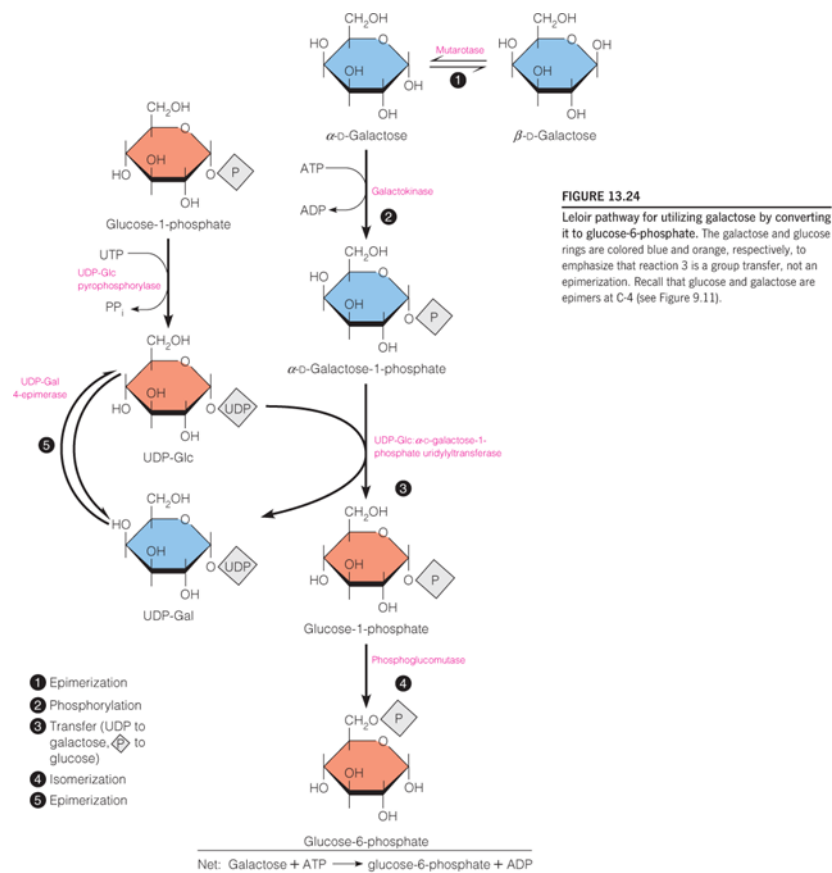 CH₂OH
O
HO
OH
OH
OH
α-D-Galactose
Mutarotase
1
CH₂OH
HO
O
OH
OH
OH
β-D-Galactose
CH₂OH
O
OH
HO
O
P
OH
Glucose-1-phosphate
ATP
ADP
Galactokinase
2
FIGURE 13.24
Leloir pathway for utilizing galactose by converting
it to glucose-6-phosphate. The galactose and glucose
rings are colored blue and orange, respectively, to
emphasize that reaction 3 is a group transfer, not an
epimerization. Recall that glucose and galactose are
epimers at C-4 (see Figure 9.11).
UTP
UDP-Glc
pyrophosphorylase
PPi
CH₂OH
HO
O
OH
O
P
OH
α-D-Galactose-1-phosphate
UDP-Gal
4-epimerase
5
CH₂OH
O
OH
HO
O
UDP
OH
UDP-Glc
UDP-Glc:α-D-galactose-1-
phosphate uridylyltransferase
3
CH₂OH
HO
O
OH
O
UDP
OH
UDP-Gal
CH₂OH
O
OH
HO
O
P
OH
Glucose-1-phosphate
Phosphoglucomutase
4
CH₂O
P
O
OH
HO
OH
OH
Glucose-6-phosphate
1 Epimerization
2 Phosphorylation
3 Transfer (UDP to
galactose, P to
glucose)
4 Isomerization
5 Epimerization
Net: Galactose + ATP ⟶ glucose-6-phosphate + ADP